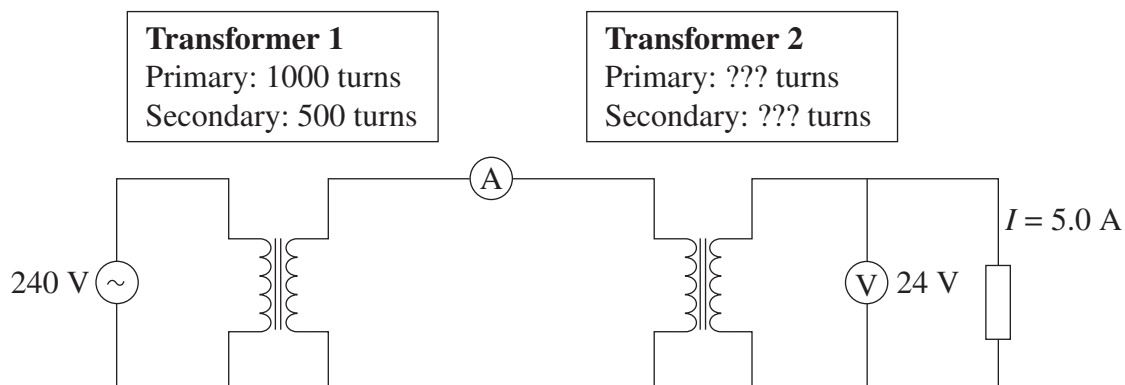 Transformer 1
Primary: 1000 turns
Secondary: 500 turns
Transformer 2
Primary: ??? turns
Secondary: ??? turns
A
I = 5.0 A
240 V
~
V
24 V